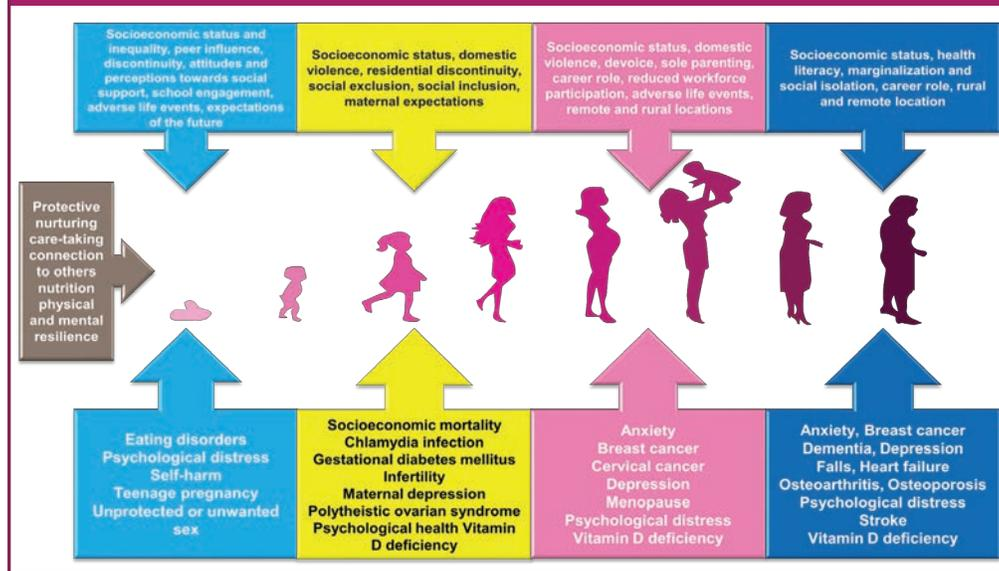 Socioeconomic status and
inequality, peer influence,
discontinuity, attitudes and
perceptions towards social
support, school engagement,
adverse life events, expectations
of the future
Socioeconomic status, domestic
violence, residential discontinuity,
social exclusion, social inclusion,
maternal expectations
Socioeconomic status, domestic
violence, devoice, sole parenting,
career role, reduced workforce
participation, adverse life events,
remote and rural locations
Socioeconomic status, health
literacy, marginalization and
social isolation, career role, rural
and remote location
Protective
nurturing
care-taking
connection
to others
nutrition
physical
and mental
resilience
Eating disorders
Psychological distress
Self-harm
Teenage pregnancy
Unprotected or unwanted
sex
Socioeconomic mortality
Chlamydia infection
Gestational diabetes mellitus
Infertility
Maternal depression
Polytheistic ovarian syndrome
Psychological health Vitamin
D deficiency
Anxiety
Breast cancer
Cervical cancer
Depression
Menopause
Psychological distress
Vitamin D deficiency
Anxiety, Breast cancer
Dementia, Depression
Falls, Heart failure
Osteoarthritis, Osteoporosis
Psychological distress
Stroke
Vitamin D deficiency